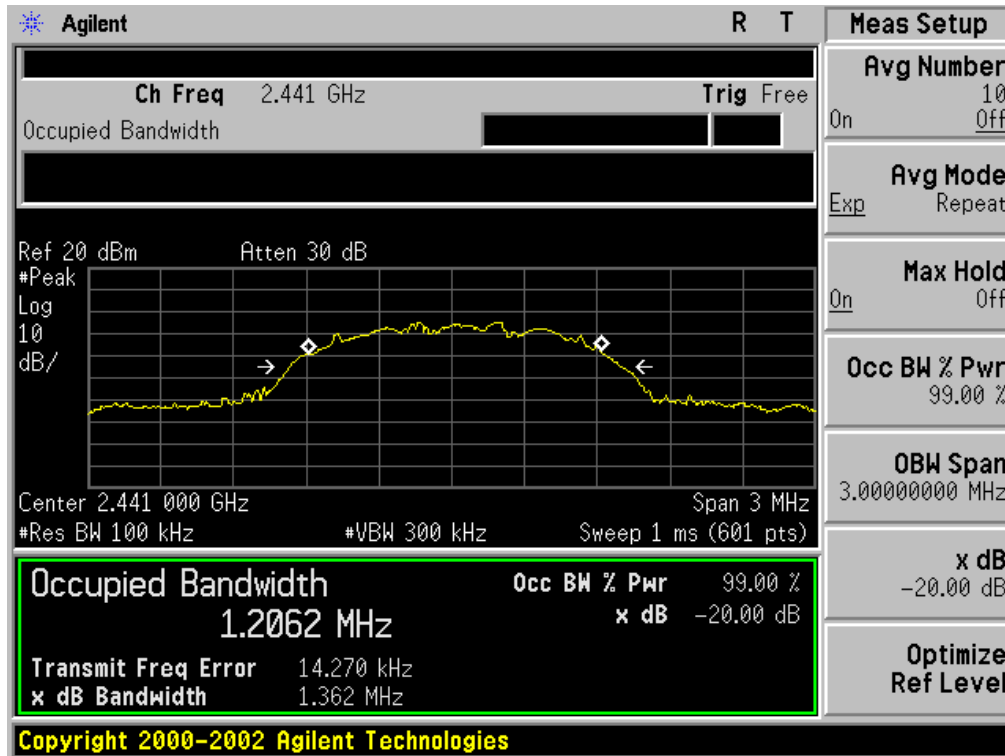 Agilent R T
Ch Freq 2.441 GHz Trig Free
Occupied Bandwidth
Ref 20 dBm Atten 30 dB
#Peak
Log
10
dB/
Center 2.441 000 GHz Span 3 MHz
#Res BW 100 kHz #VBW 300 kHz Sweep 1 ms (601 pts)
Occupied Bandwidth
1.2062 MHz
Occ BW % Pwr 99.00 %
x dB -20.00 dB
Transmit Freq Error 14.270 kHz
x dB Bandwidth 1.362 MHz
Copyright 2000-2002 Agilent Technologies
Meas Setup
Avg Number
10
On Off
Avg Mode
Exp Repeat
Max Hold
On Off
Occ BW % Pwr
99.00 %
OBW Span
3.00000000 MHz
x dB
-20.00 dB
Optimize
Ref Level